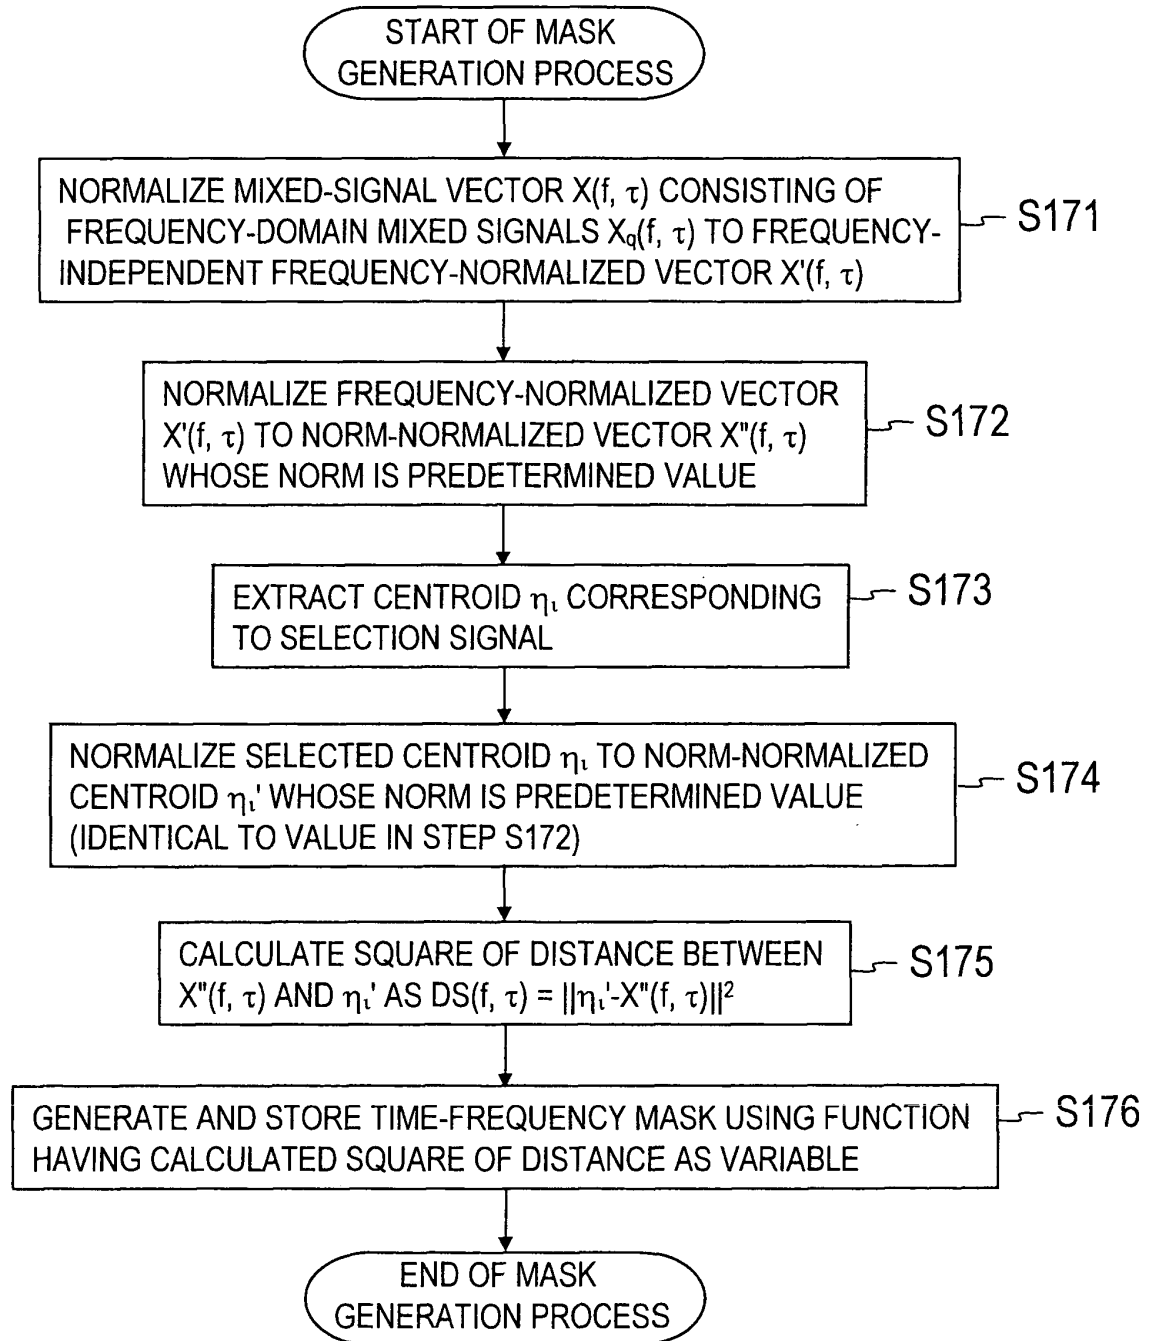 START OF MASK
GENERATION PROCESS
NORMALIZE MIXED-SIGNAL VECTOR X(f, τ) CONSISTING OF
FREQUENCY-DOMAIN MIXED SIGNALS Xq(f, τ) TO FREQUENCY-
INDEPENDENT FREQUENCY-NORMALIZED VECTOR X'(f, τ)
S171
NORMALIZE FREQUENCY-NORMALIZED VECTOR
X'(f, τ) TO NORM-NORMALIZED VECTOR X"(f, τ)
WHOSE NORM IS PREDETERMINED VALUE
S172
EXTRACT CENTROID ηι CORRESPONDING
TO SELECTION SIGNAL
S173
NORMALIZE SELECTED CENTROID ηι TO NORM-NORMALIZED
CENTROID ηι' WHOSE NORM IS PREDETERMINED VALUE
(IDENTICAL TO VALUE IN STEP S172)
S174
CALCULATE SQUARE OF DISTANCE BETWEEN
X"(f, τ) AND ηι' AS DS(f, τ) = ||ηι'-X"(f, τ)||²
S175
GENERATE AND STORE TIME-FREQUENCY MASK USING FUNCTION
HAVING CALCULATED SQUARE OF DISTANCE AS VARIABLE
S176
END OF MASK
GENERATION PROCESS